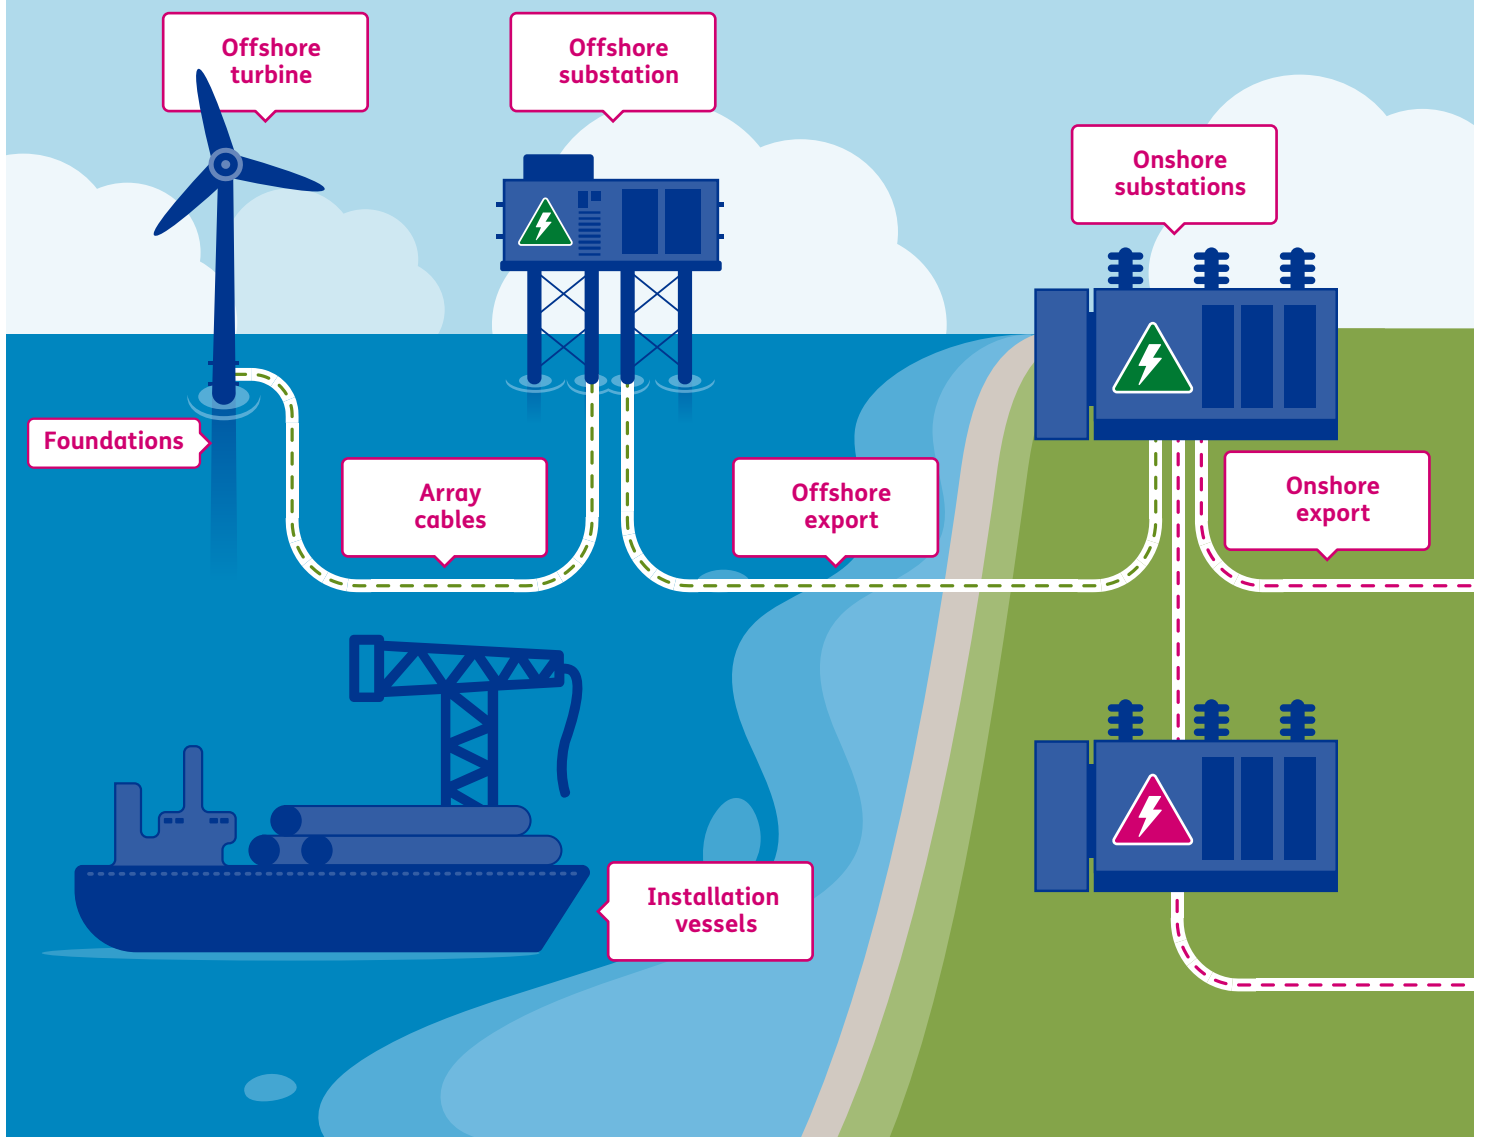 Offshore
turbine
Offshore
substation
Onshore
substations
Foundations
Array
cables
Offshore
export
Onshore
export
Installation
vessels